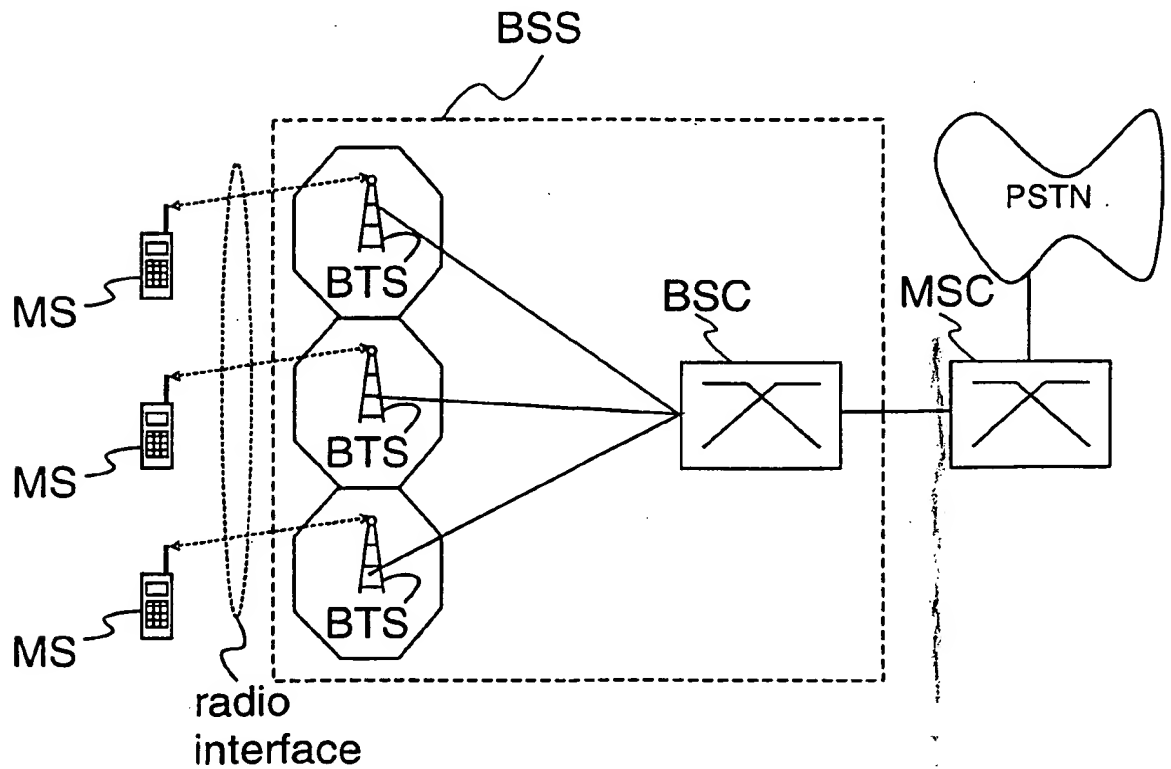 BSS
PSTN
BTS
MS
BSC
MSC
BTS
MS
BTS
MS
radio
interface